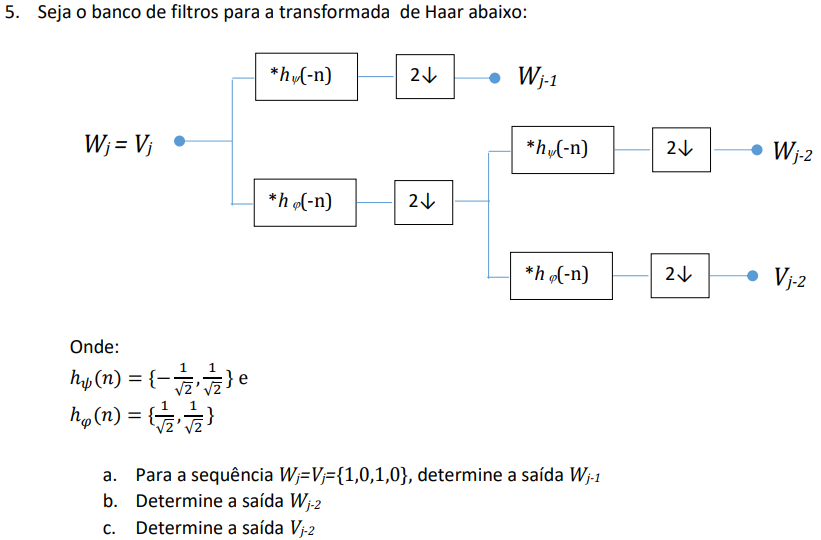 5. Seja o banco de filtros para a transformada de Haar abaixo:
*hψ(-n)
2↓
Wj-1
Wj = Vj
*hψ(-n)
2↓
Wj-2
*h φ(-n)
2↓
*h φ(-n)
2↓
Vj-2
Onde:
hψ(n) = {−1/√2, 1/√2} e
hφ(n) = {1/√2, 1/√2}
a. Para a sequência Wj=Vj={1,0,1,0}, determine a saída Wj-1
b. Determine a saída Wj-2
c. Determine a saída Vj-2